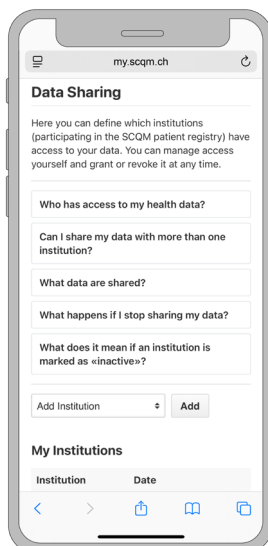 my.scqm.ch
Data Sharing
Here you can define which institutions
(participating in the SCQM patient registry) have
access to your data. You can manage access
yourself and grant or revoke it at any time.
Who has access to my health data?
Can I share my data with more than one
institution?
What data are shared?
What happens if I stop sharing my data?
What does it mean if an institution is
marked as «inactive»?
Add Institution
Add
My Institutions
Institution Date